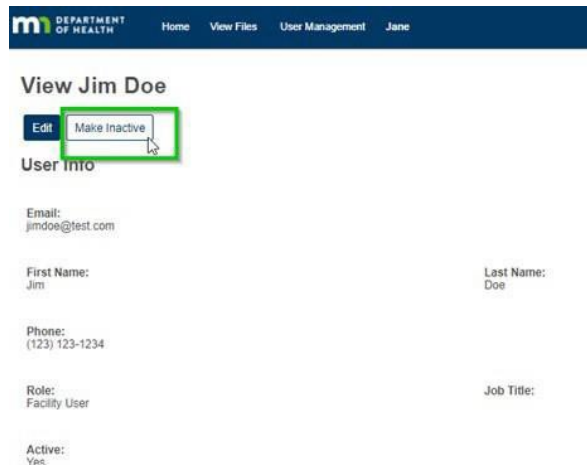 DEPARTMENT
OF HEALTH
Home View Files User Management Jane
View Jim Doe
Edit Make Inactive
User Info
Email:
jimdoe@test.com
First Name: Last Name:
Jim Doe
Phone:
(123) 123-1234
Role: Job Title:
Facility User
Active:
Yes